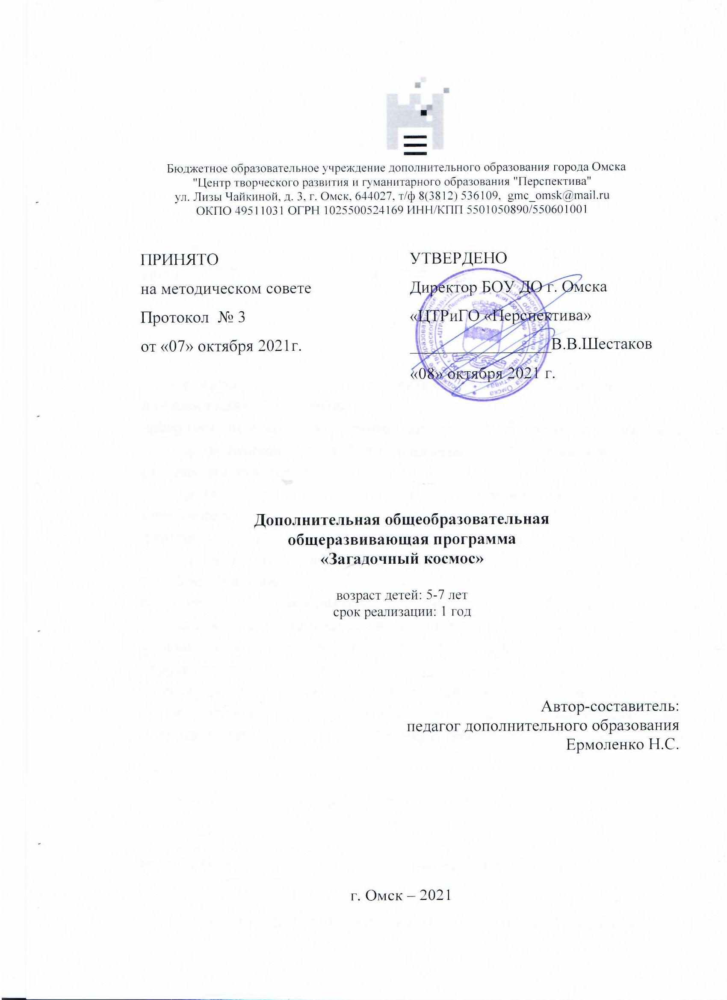 Бюджетное образовательное учреждение дополнительного образования города Омска
"Центр творческого развития и гуманитарного образования "Перспектива"
ул. Лизы Чайкиной, д. 3, г. Омск, 644027, т/ф 8(3812) 536109,  gmc_omsk@mail.ru
ОКПО 49511031 ОГРН 1025500524169 ИНН/КПП 5501050890/550601001
ПРИНЯТО
на методическом совете
Протокол  № 3
от «07» октября 2021г.
УТВЕРДЕНО
Директор БОУ ДО г. Омска
«ЦТРиГО «Перспектива»
_________________В.В.Шестаков
«08» октября 2021 г.
Дополнительная общеобразовательная
общеразвивающая программа
«Загадочный космос»
возраст детей: 5-7 лет
срок реализации: 1 год
Автор-составитель:
педагог дополнительного образования
Ермоленко Н.С.
г. Омск – 2021